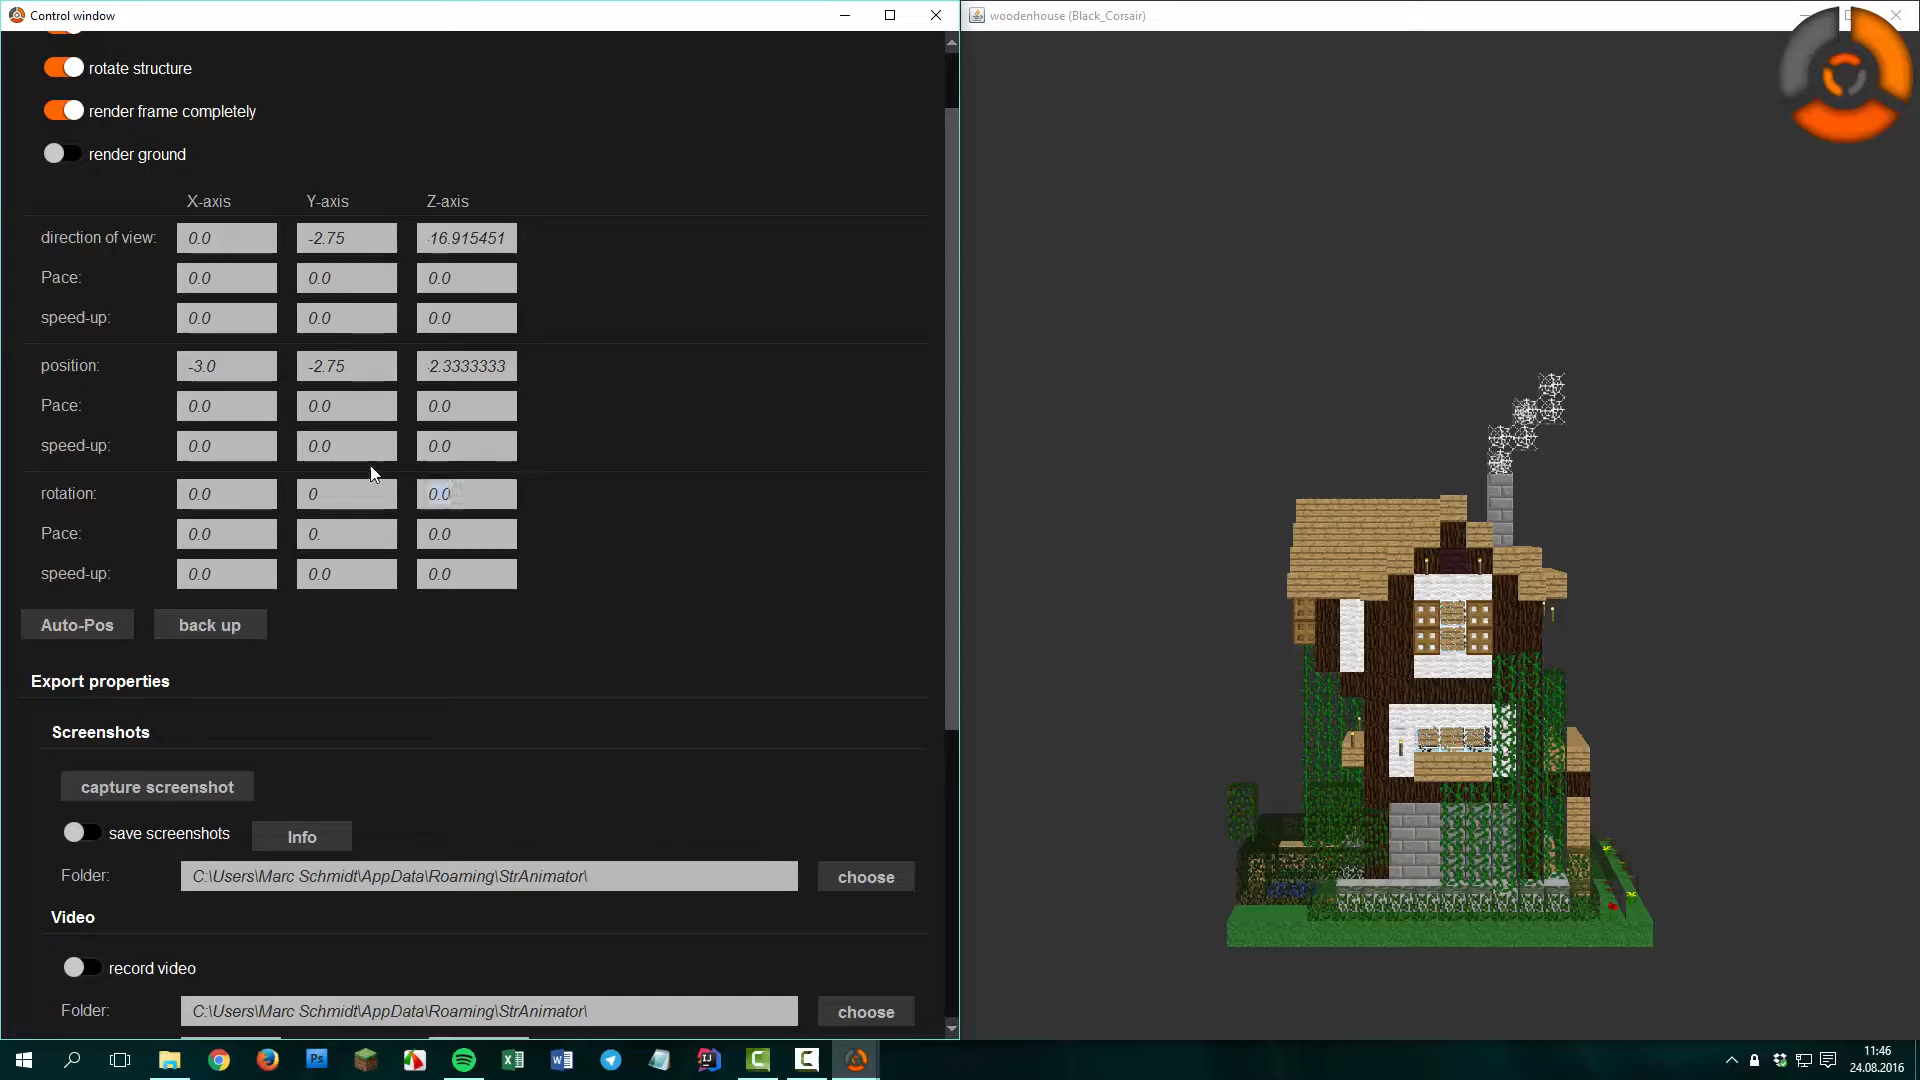 Control window
woodenhouse (Black_Corsair)
rotate structure
render frame completely
render ground
X-axis Y-axis Z-axis
direction of view: 0.0 -2.75 16.915451
Pace: 0.0 0.0 0.0
speed-up: 0.0 0.0 0.0
position: -3.0 -2.75 2.3333333
Pace: 0.0 0.0 0.0
speed-up: 0.0 0.0 0.0
rotation: 0.0 0 0.0
Pace: 0.0 0. 0.0
speed-up: 0.0 0.0 0.0
Auto-Pos back up
Export properties
Screenshots
capture screenshot
save screenshots Info
Folder: C:\Users\Marc Schmidt\AppData\Roaming\StrAnimator\ choose
Video
record video
Folder: C:\Users\Marc Schmidt\AppData\Roaming\StrAnimator\ choose
11:46
24.08.2016